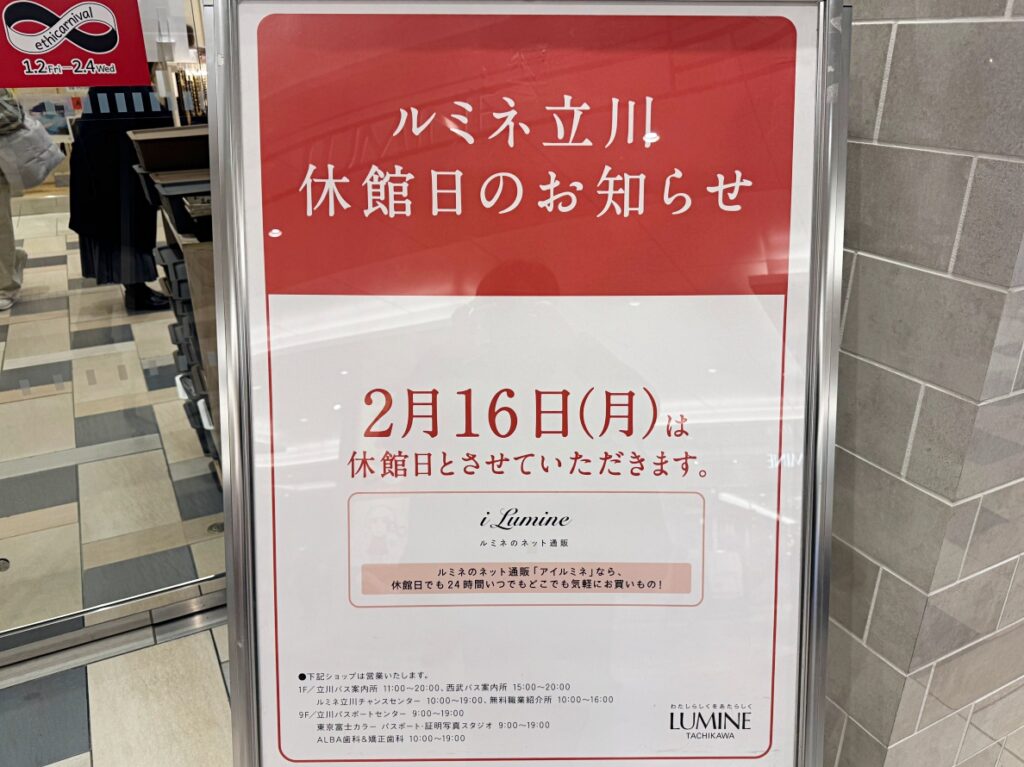 ethicarnival
1.2Fri-2.4Wed
ルミネ立川
休館日のお知らせ
2月16日(月)は
休館日とさせていただきます。
i Lumine
ルミネのネット通販
ルミネのネット通販「アイルミネ」なら、
休館日でも24時間いつでもどこでも気軽にお買いもの!
●下記ショップは営業いたします。
1F/立川バス案内所 11:00~20:00、西武バス案内所 15:00~20:00
ルミネ立川チャンスセンター 10:00~19:00、無料職業紹介所 10:00~16:00
9F/立川パスポートセンター 9:00~19:00
東京富士カラー パスポート・証明写真スタジオ 9:00~19:00
ALBA歯科&矯正歯科 10:00~19:00
わたしらしくをあたらしく
LUMINE
TACHIKAWA